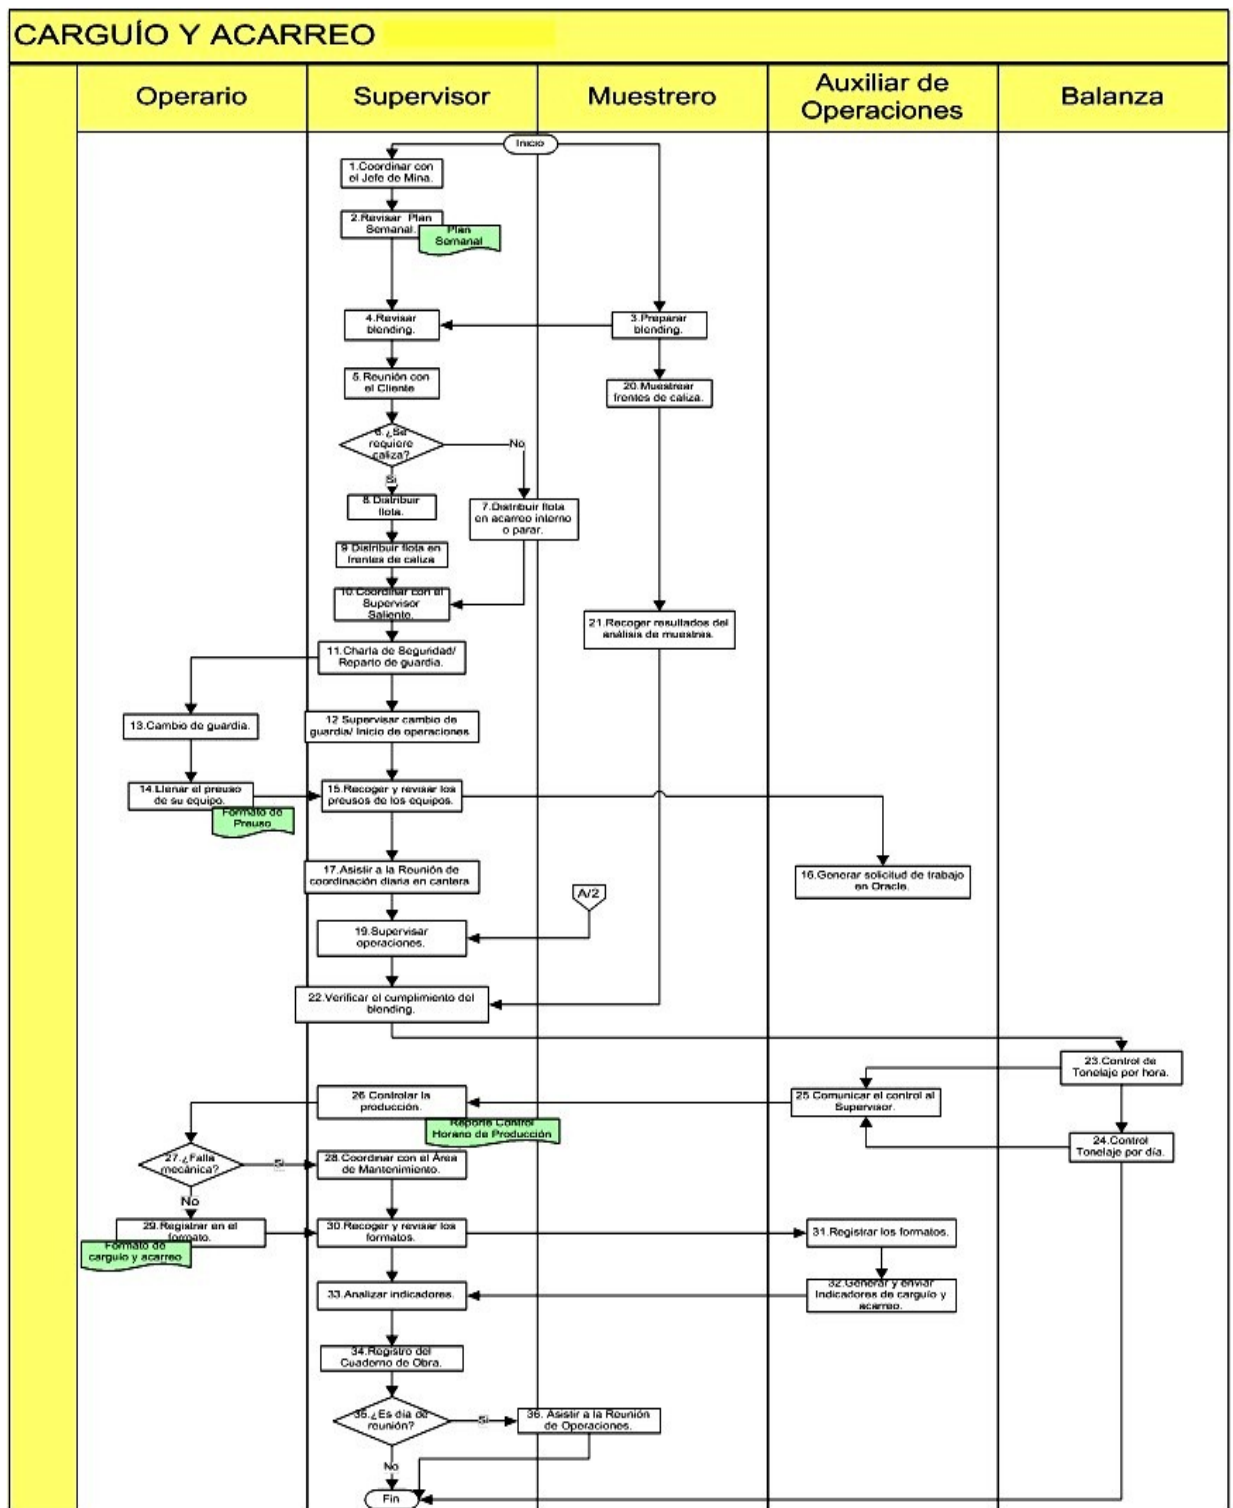 CARGUÍO Y ACARREO
Operario
Supervisor
Muestrero
Auxiliar de
Operaciones
Balanza
Inicio
1.Coordinar con
el Jefe de Mina.
2.Revisar Plan
Semanal.
Plan
Semanal
4.Revisar
blending.
3.Preparar
blending.
5.Reunión con
el Cliente
20.Muestrear
frentes de caliza.
6.¿Se
requiere
caliza?
No
Si
8.Distribuir
flota.
7.Distribuir flota
en acarreo interno
o parar.
9 Distribuir flota en
frentes de caliza
10.Coordinar con el
Supervisor
Saliente.
21.Recoger resultados del
análisis de muestras.
11.Charla de Seguridad/
Reparto de guardia.
13.Cambio de guardia.
12 Supervisar cambio de
guardia/ Inicio de operaciones
14.Llenar el preuso
de su equipo.
Formato de
Preuso
15.Recoger y revisar los
preusos de los equipos.
17.Asistir a la Reunión de
coordinación diaria en cantera
16.Generar solicitud de trabajo
en Oracle.
A/2
19.Supervisar
operaciones.
22.Verificar el cumplimiento del
blending.
23.Control de
Tonelaje por hora.
26 Controlar la
producción.
25 Comunicar el control al
Supervisor.
Reporte Control
Horario de Producción
24.Control
Tonelaje por día.
27.¿Falla
mecánica?
Si
28.Coordinar con el Área
de Mantenimiento.
No
29.Registrar en el
formato.
Formato de
carguío y acarreo
30.Recoger y revisar los
formatos.
31.Registrar los formatos.
33.Analizar indicadores.
32.Generar y enviar
Indicadores de carguío y
acarreo.
34.Registro del
Cuaderno de Obra.
35.¿Es día de
reunión?
Si
36. Asistir a la Reunión
de Operaciones.
No
Fin